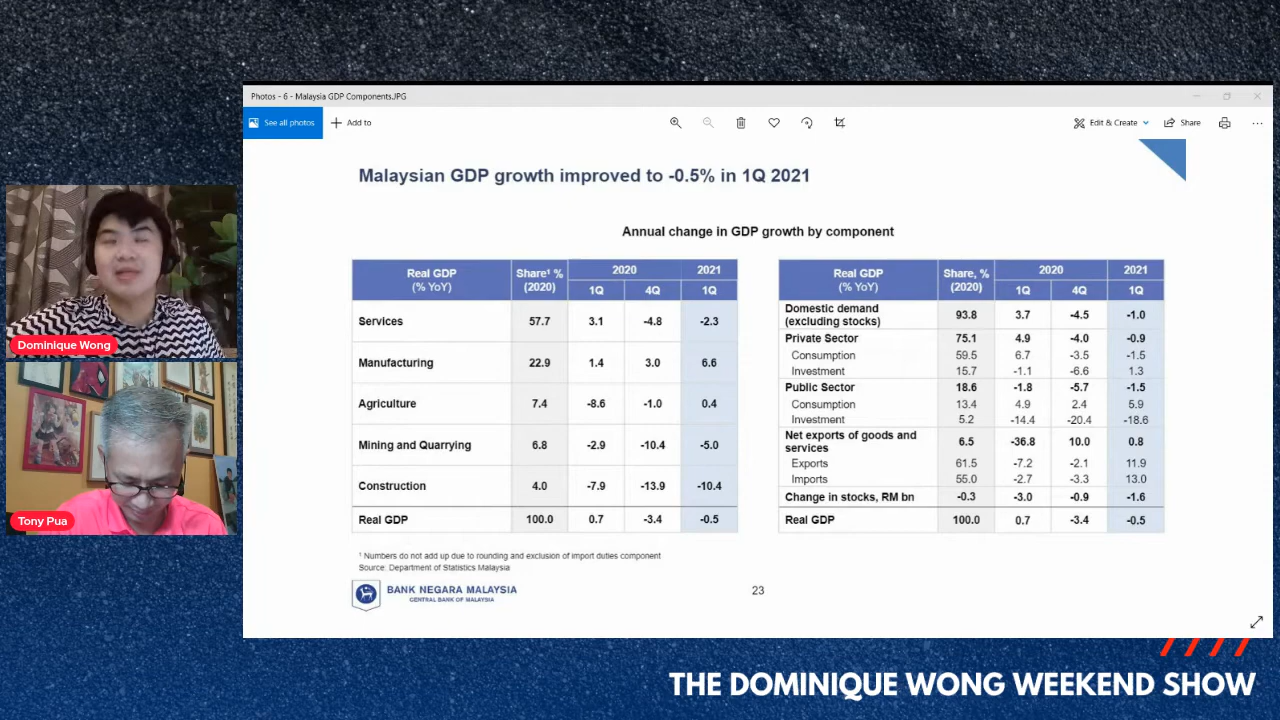 Photos - 6 - Malaysia GDP Components.JPG
See all photos
Add to
Edit & Create
Share
Malaysian GDP growth improved to -0.5% in 1Q 2021
Annual change in GDP growth by component
Real GDP (% YoY) Share¹ % (2020) 2020 1Q 4Q 2021 1Q
Services 57.7 3.1 -4.8 -2.3
Manufacturing 22.9 1.4 3.0 6.6
Agriculture 7.4 -8.6 -1.0 0.4
Mining and Quarrying 6.8 -2.9 -10.4 -5.0
Construction 4.0 -7.9 -13.9 -10.4
Real GDP 100.0 0.7 -3.4 -0.5
Real GDP (% YoY) Share, % (2020) 2020 1Q 4Q 2021 1Q
Domestic demand (excluding stocks) 93.8 3.7 -4.5 -1.0
Private Sector 75.1 4.9 -4.0 -0.9
Consumption 59.5 6.7 -3.5 -1.5
Investment 15.7 -1.1 -6.6 1.3
Public Sector 18.6 -1.8 -5.7 -1.5
Consumption 13.4 4.9 2.4 5.9
Investment 5.2 -14.4 -20.4 -18.6
Net exports of goods and services 6.5 -36.8 10.0 0.8
Exports 61.5 -7.2 -2.1 11.9
Imports 55.0 -2.7 -3.3 13.0
Change in stocks, RM bn -0.3 -3.0 -0.9 -1.6
Real GDP 100.0 0.7 -3.4 -0.5
¹ Numbers do not add up due to rounding and exclusion of import duties component
Source: Department of Statistics Malaysia
BANK NEGARA MALAYSIA
CENTRAL BANK OF MALAYSIA
23
Dominique Wong
Tony Pua
THE DOMINIQUE WONG WEEKEND SHOW